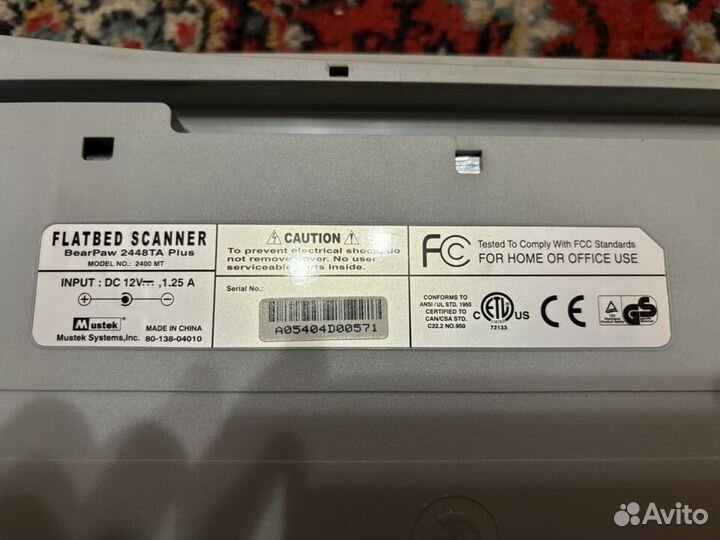 FLATBED SCANNER
BearPaw 2448TA Plus
MODEL NO.: 2400 MT
INPUT : DC 12V⎓, 1.25 A
+ -
Mustek
MADE IN CHINA
Mustek Systems,Inc. 80-138-04010
CAUTION
To prevent electrical shock, do
not remove cover. No user
serviceable parts inside.
Serial No.:
A05404D00571
FC Tested To Comply With FCC Standards
FOR HOME OR OFFICE USE
CONFORMS TO
ANSI / UL STD. 1950
CERTIFIED TO
CAN/CSA STD.
C22.2 NO.950
C ETL US
72133
CE
GS
Avito